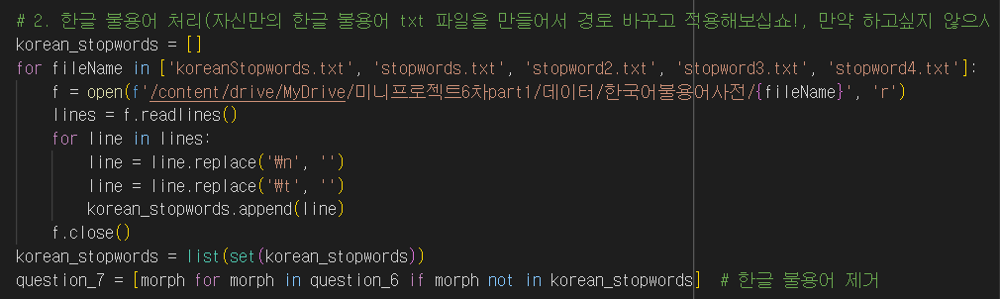 # 2. 한글 불용어 처리(자신만의 한글 불용어 txt 파일을 만들어서 경로 바꾸고 적용해보십쇼!, 만약 하고싶지 않으시
korean_stopwords = []
for fileName in ['koreanStopwords.txt', 'stopwords.txt', 'stopword2.txt', 'stopword3.txt', 'stopword4.txt']:
    f = open(f'/content/drive/MyDrive/미니프로젝트6차part1/데이터/한국어불용어사전/{fileName}', 'r')
    lines = f.readlines()
    for line in lines:
        line = line.replace('₩n', '')
        line = line.replace('₩t', '')
        korean_stopwords.append(line)
    f.close()
korean_stopwords = list(set(korean_stopwords))
question_7 = [morph for morph in question_6 if morph not in korean_stopwords]  # 한글 불용어 제거